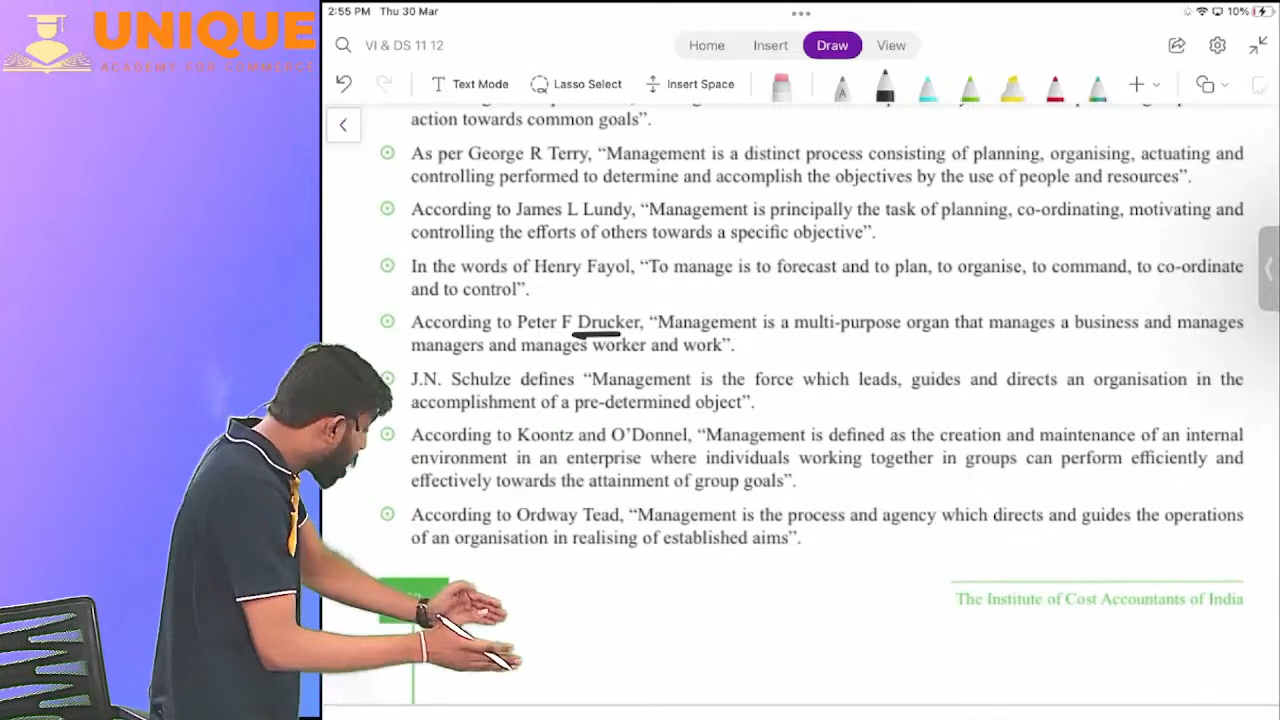 UNIQUE
ACADEMY FOR COMMERCE
2:55 PM Thu 30 Mar
10%
VI & DS 11 12
Home Insert Draw View
Text Mode Lasso Select Insert Space
action towards common goals”.
As per George R Terry, “Management is a distinct process consisting of planning, organising, actuating and
controlling performed to determine and accomplish the objectives by the use of people and resources”.
According to James L Lundy, “Management is principally the task of planning, co-ordinating, motivating and
controlling the efforts of others towards a specific objective”.
In the words of Henry Fayol, “To manage is to forecast and to plan, to organise, to command, to co-ordinate
and to control”.
According to Peter F Drucker, “Management is a multi-purpose organ that manages a business and manages
managers and manages worker and work”.
J.N. Schulze defines “Management is the force which leads, guides and directs an organisation in the
accomplishment of a pre-determined object”.
According to Koontz and O’Donnel, “Management is defined as the creation and maintenance of an internal
environment in an enterprise where individuals working together in groups can perform efficiently and
effectively towards the attainment of group goals”.
According to Ordway Tead, “Management is the process and agency which directs and guides the operations
of an organisation in realising of established aims”.
The Institute of Cost Accountants of India